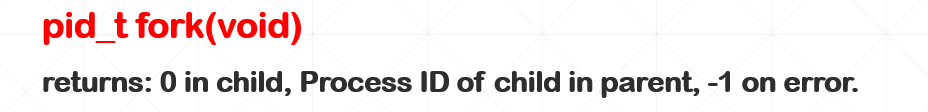 pid_t fork(void)
returns: 0 in child, Process ID of child in parent, -1 on error.